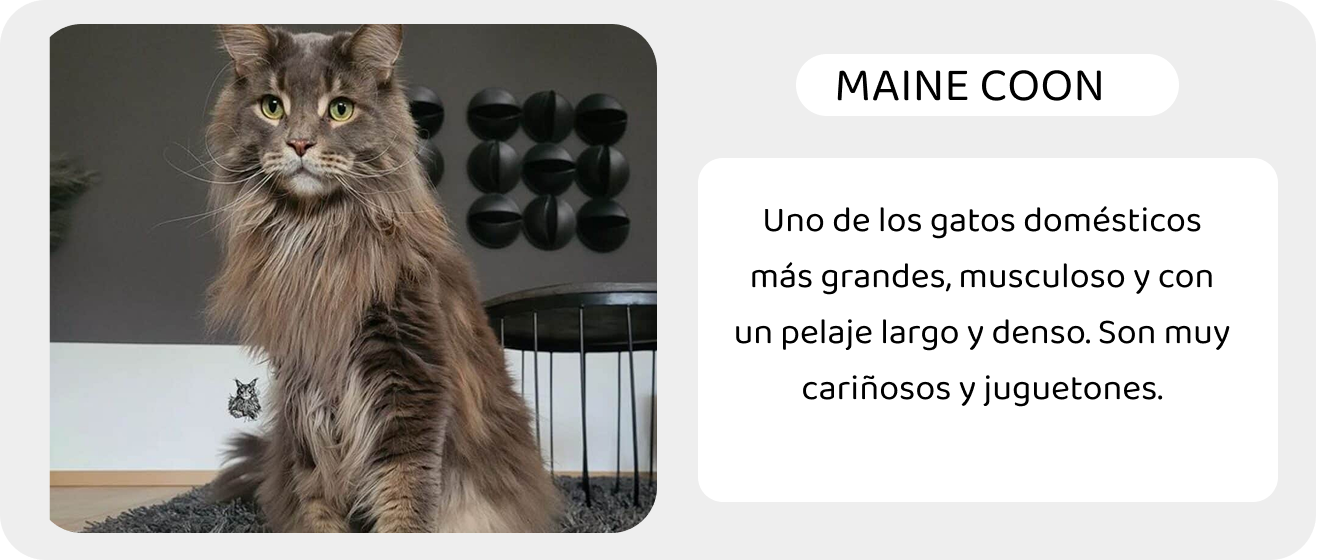 MAINE COON
Uno de los gatos domésticos
más grandes, musculoso y con
un pelaje largo y denso. Son muy
cariñosos y juguetones.